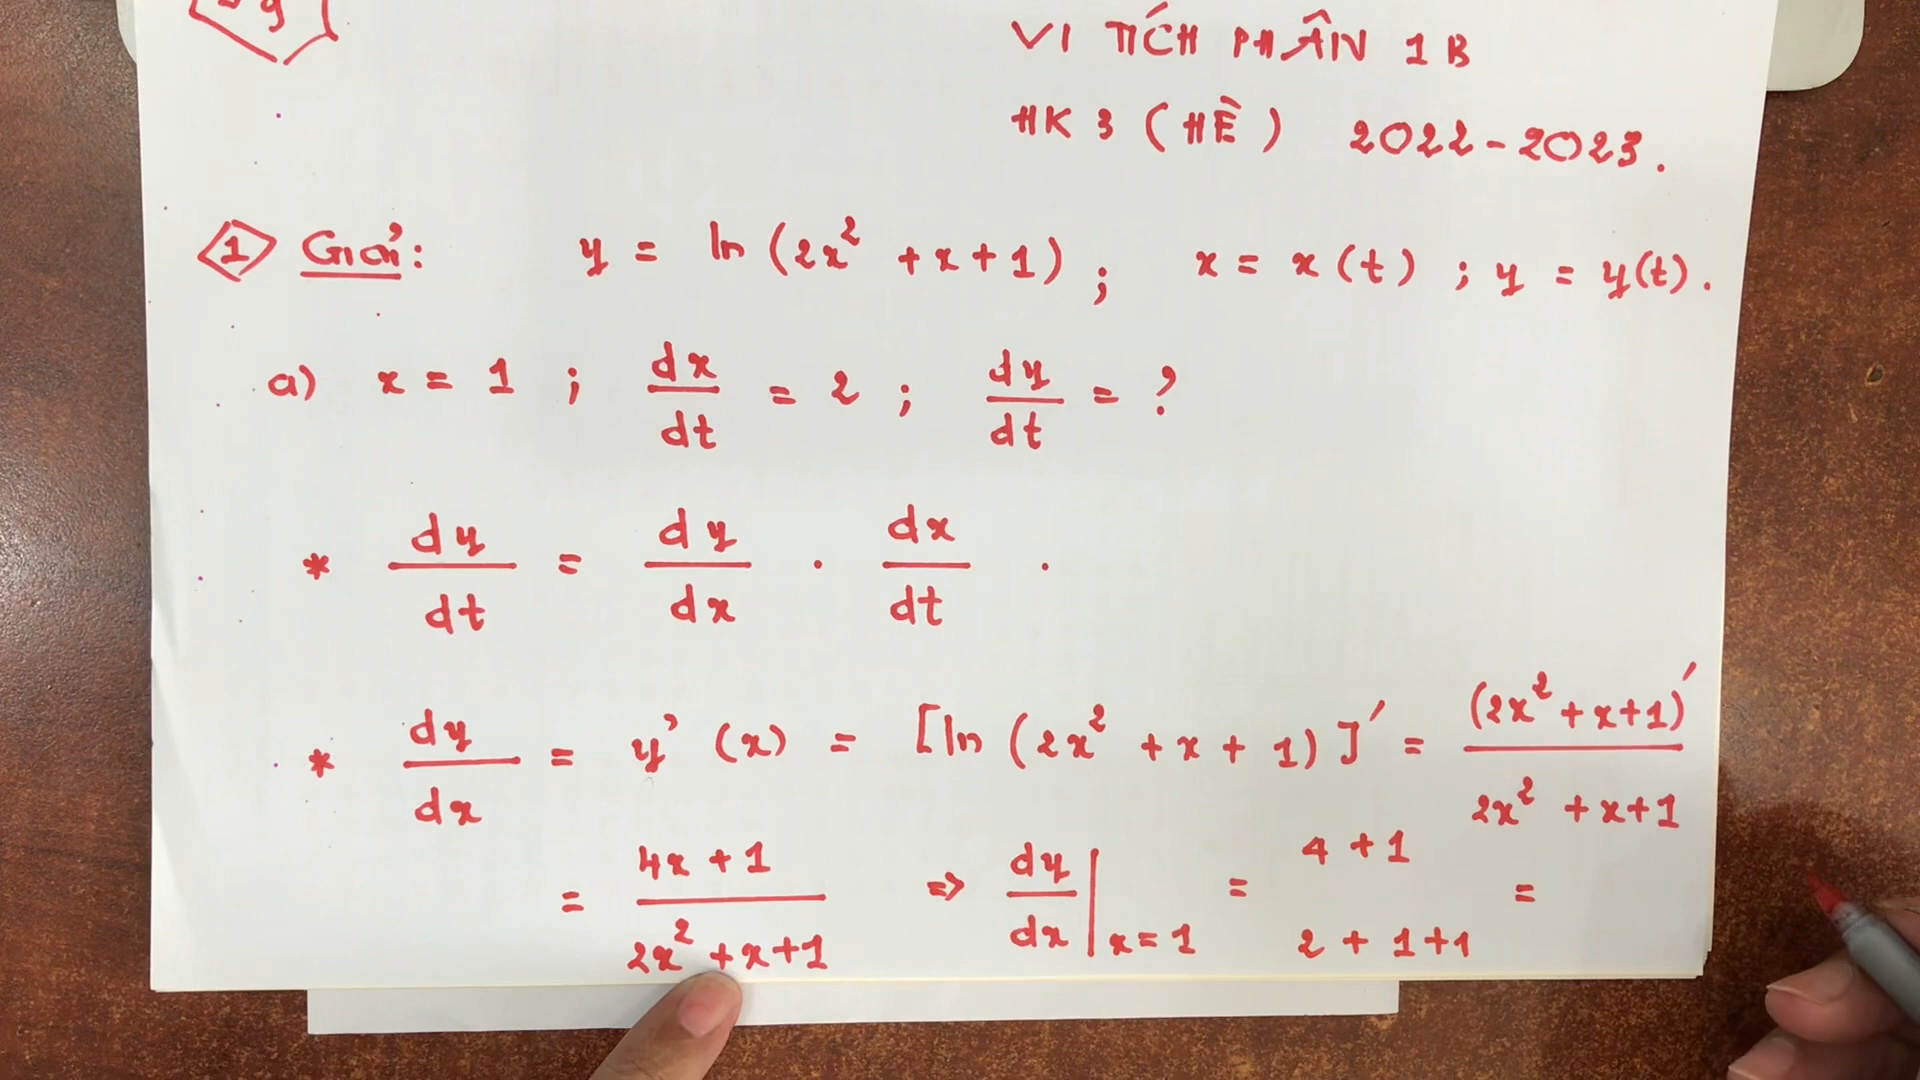 VI TÍCH PHÂN 1B
HK 3 (HÈ) 2022-2023.
1 Giải: y = ln (2x² + x + 1) ; x = x(t) ; y = y(t).
a) x = 1 ; dx/dt = 2 ; dy/dt = ?
* dy/dt = dy/dx . dx/dt .
* dy/dx = y' (x) = [ln (2x² + x + 1)]' = (2x² + x + 1)' / 2x² + x + 1
= 4x + 1 / 2x² + x + 1 => dy/dx | x = 1 = 4 + 1 / 2 + 1 + 1 =